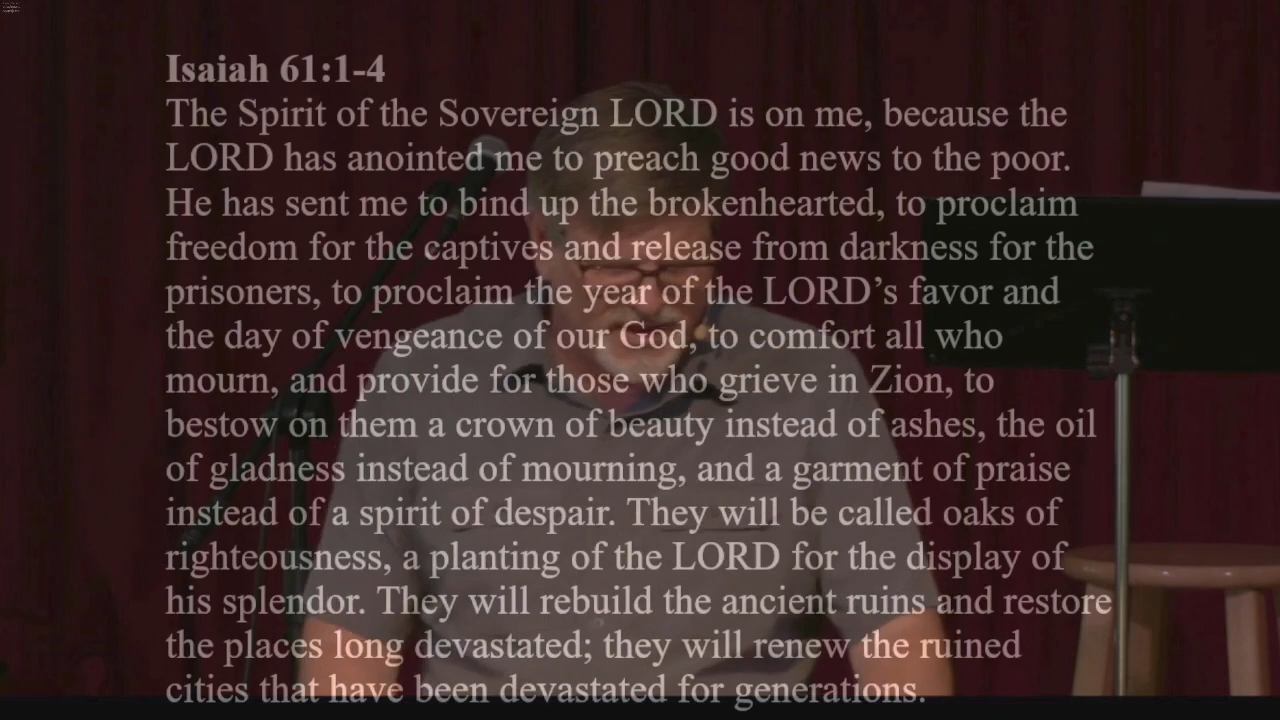 Isaiah 61:1-4
The Spirit of the Sovereign LORD is on me, because the
LORD has anointed me to preach good news to the poor.
He has sent me to bind up the brokenhearted, to proclaim
freedom for the captives and release from darkness for the
prisoners, to proclaim the year of the LORD’s favor and
the day of vengeance of our God, to comfort all who
mourn, and provide for those who grieve in Zion, to
bestow on them a crown of beauty instead of ashes, the oil
of gladness instead of mourning, and a garment of praise
instead of a spirit of despair. They will be called oaks of
righteousness, a planting of the LORD for the display of
his splendor. They will rebuild the ancient ruins and restore
the places long devastated; they will renew the ruined
cities that have been devastated for generations.